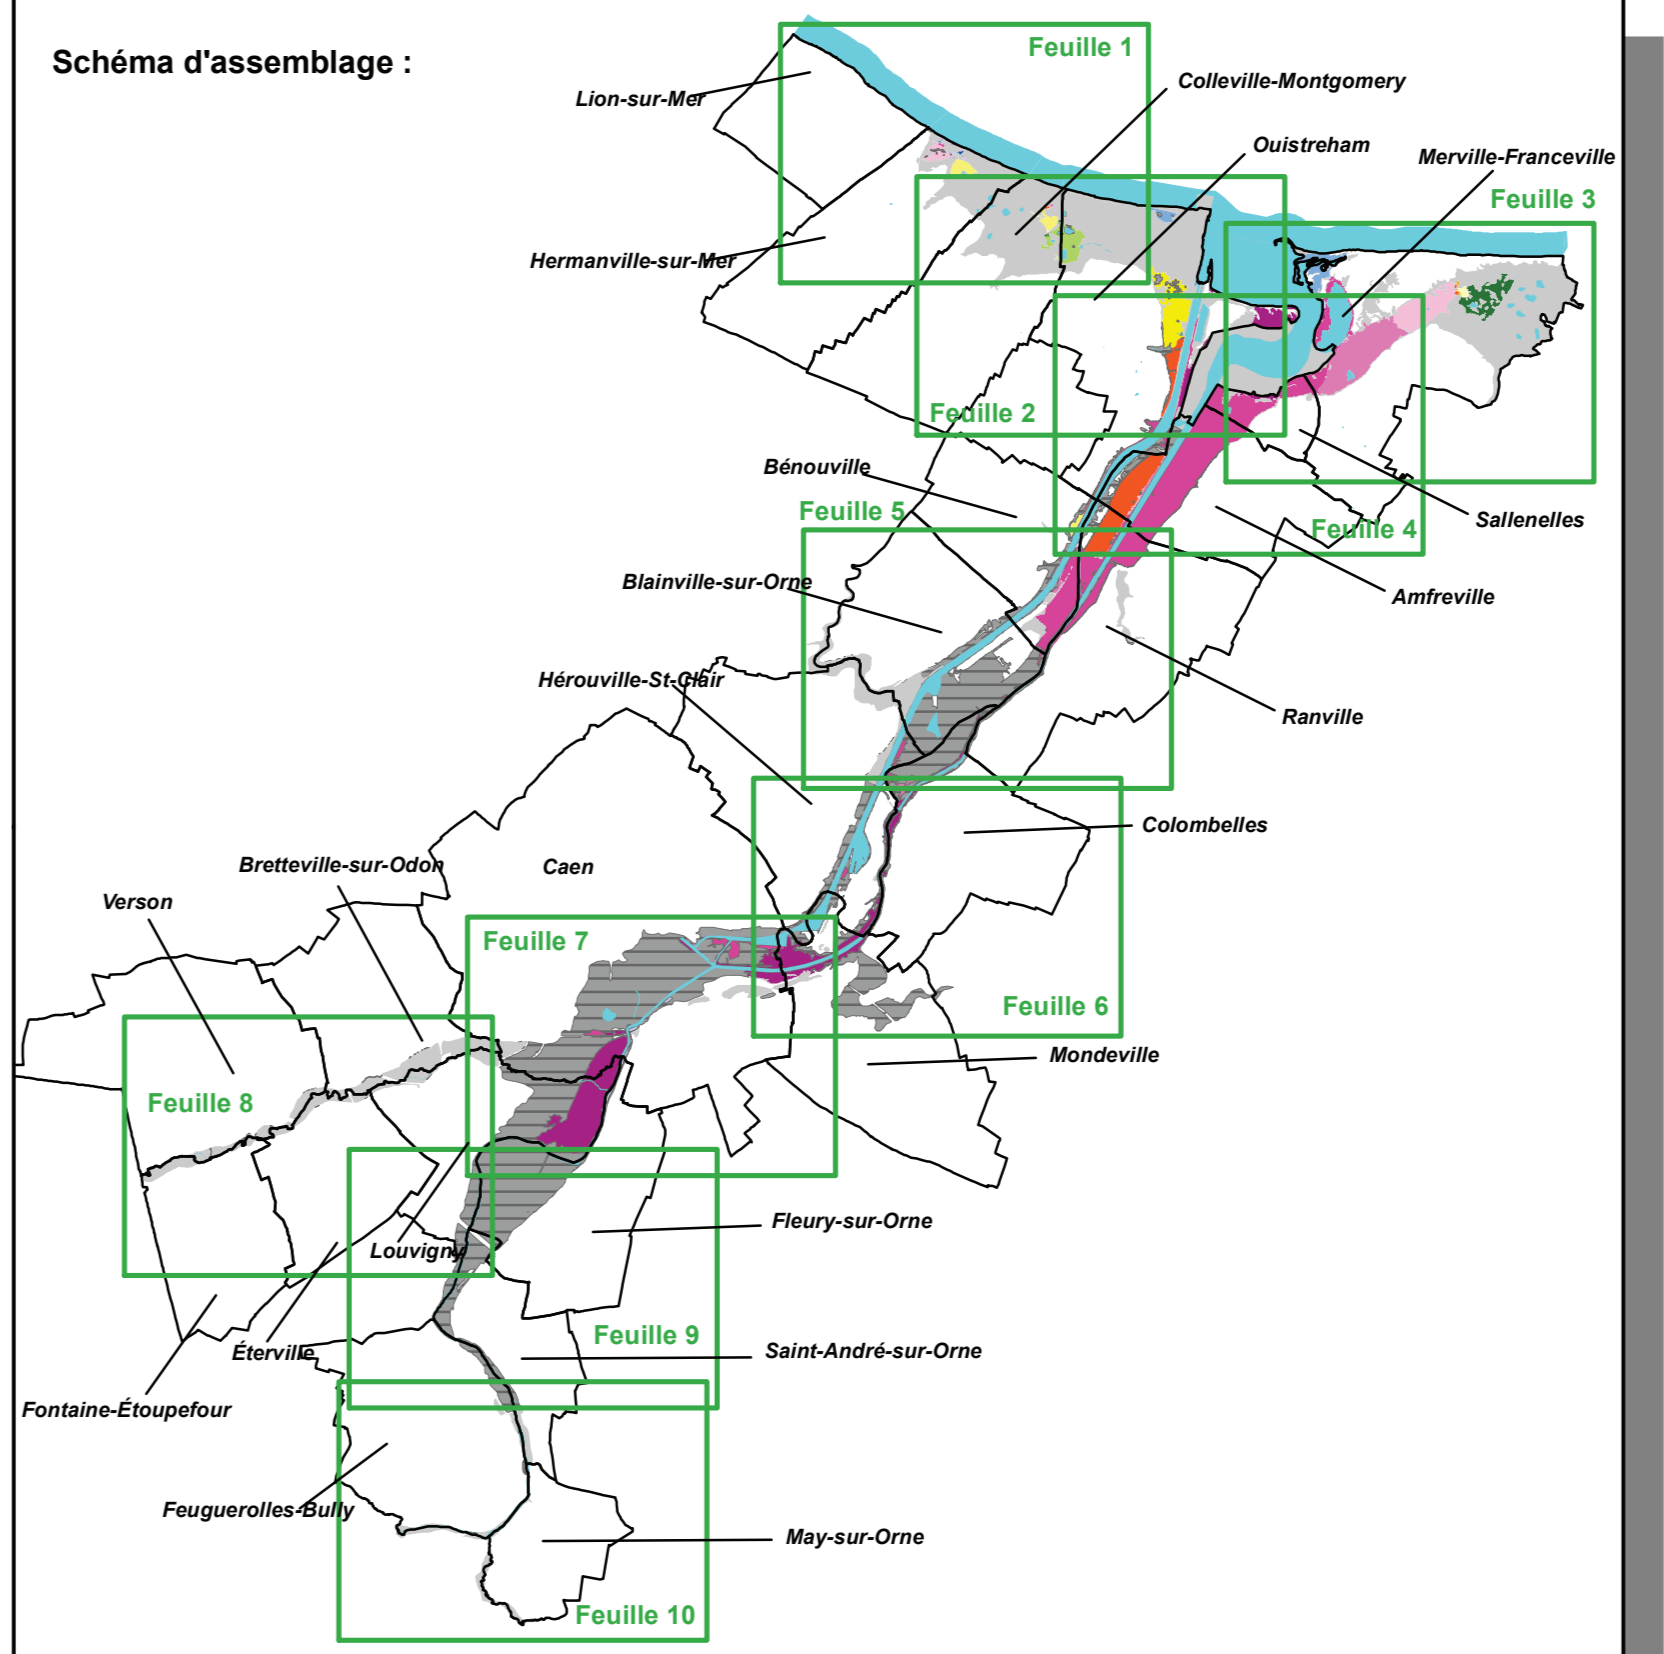 Schéma d'assemblage :
Feuille 1
Lion-sur-Mer
Colleville-Montgomery
Ouistreham
Merville-Franceville
Feuille 3
Hermanville-sur-Mer
Feuille 2
Bénouville
Feuille 5
Sallenelles
Feuille 4
Blainville-sur-Orne
Amfreville
Hérouville-St-Clair
Ranville
Colombelles
Bretteville-sur-Odon
Caen
Verson
Feuille 7
Feuille 6
Mondeville
Feuille 8
Fleury-sur-Orne
Louvigny
Feuille 9
Éterville
Saint-André-sur-Orne
Fontaine-Étoupefour
Feuguerolles-Bully
May-sur-Orne
Feuille 10